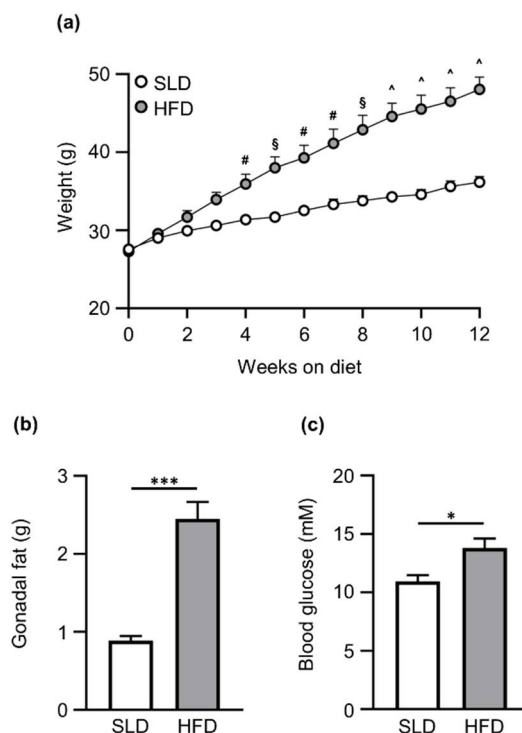 (a)
50
40
30
20
Weight (g)
SLD
HFD
# § # # § ^ ^ ^ ^
0 2 4 6 8 10 12
Weeks on diet
(b)
3
2
1
0
Gonadal fat (g)
***
SLD HFD
(c)
20
15
10
5
0
Blood glucose (mM)
*
SLD HFD